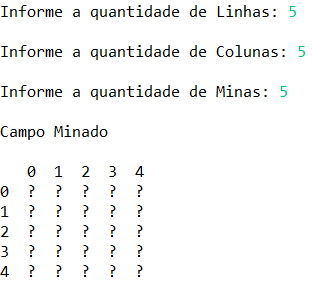 Informe a quantidade de Linhas: 5
Informe a quantidade de Colunas: 5
Informe a quantidade de Minas: 5
Campo Minado
0 1 2 3 4
0 ? ? ? ? ?
1 ? ? ? ? ?
2 ? ? ? ? ?
3 ? ? ? ? ?
4 ? ? ? ? ?